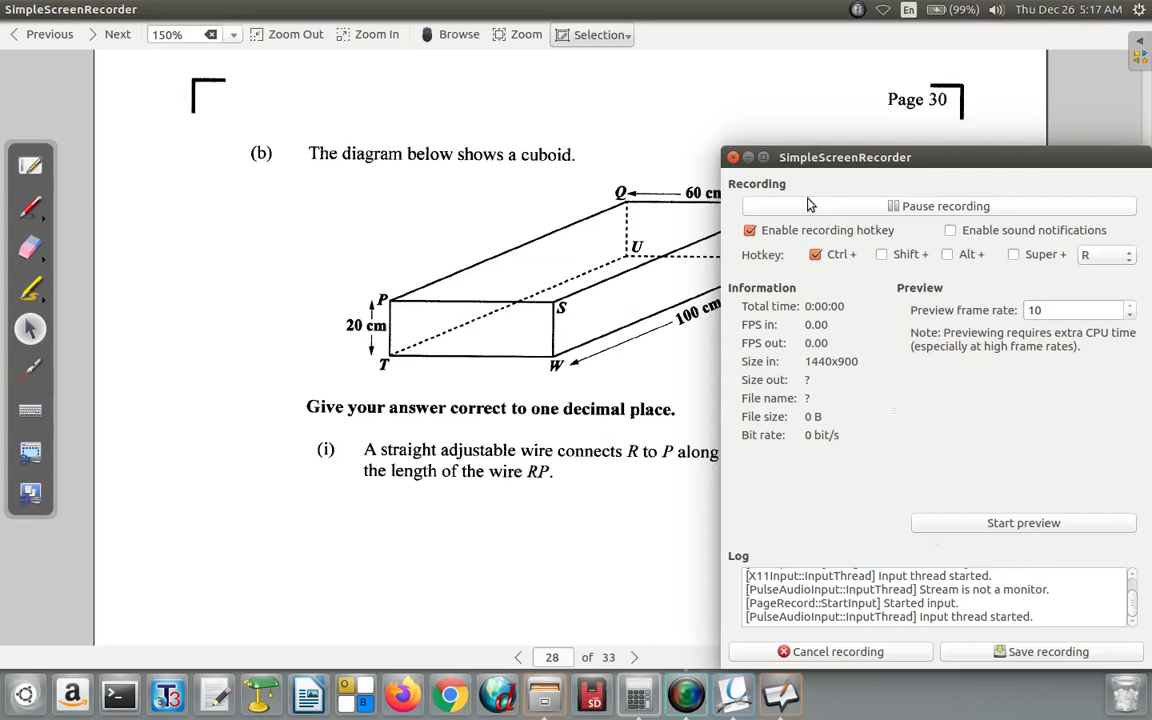 SimpleScreenRecorder
En (99%) Thu Dec 26 5:17 AM
Previous Next 150% Zoom Out Zoom In Browse Zoom Selection
Page 30
(b) The diagram below shows a cuboid.
Q 60 cm
U
P
S
20 cm
100 cm
T
W
Give your answer correct to one decimal place.
(i) A straight adjustable wire connects R to P along
the length of the wire RP.
28 of 33
SimpleScreenRecorder
Recording
Pause recording
Enable recording hotkey Enable sound notifications
Hotkey: Ctrl + Shift + Alt + Super + R
Information
Total time: 0:00:00
FPS in: 0.00
FPS out: 0.00
Size in: 1440x900
Size out: ?
File name: ?
File size: 0 B
Bit rate: 0 bit/s
Preview
Preview frame rate: 10
Note: Previewing requires extra CPU time
(especially at high frame rates).
Start preview
Log
[X11Input::InputThread] Input thread started.
[PulseAudioInput::InputThread] Stream is not a monitor.
[PageRecord::StartInput] Started input.
[PulseAudioInput::InputThread] Input thread started.
Cancel recording Save recording